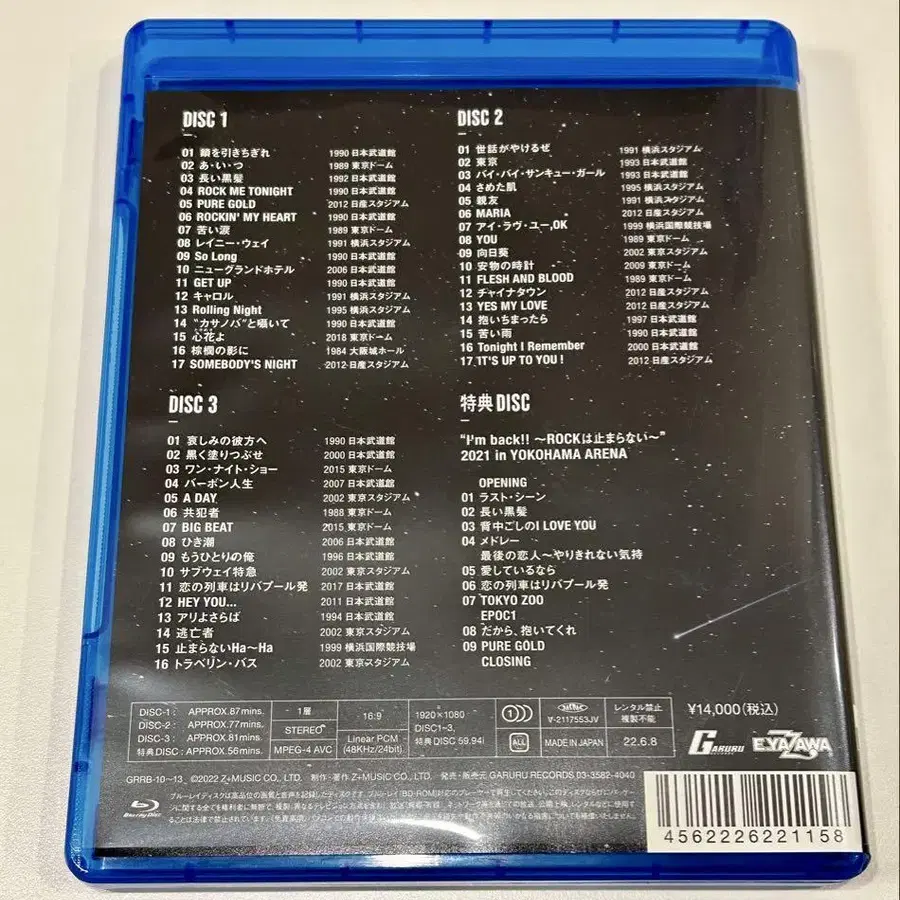 DISC 1
01 鎖を引きちぎれ 1990 日本武道館
02 あ・い・つ 1989 東京ドーム
03 長い黒髪 1992 日本武道館
04 ROCK ME TONIGHT 1990 日本武道館
05 PURE GOLD 2012 日産スタジアム
06 ROCKIN' MY HEART 1990 日本武道館
07 苦い涙 1989 東京ドーム
08 レイニー・ウェイ 1991 横浜スタジアム
09 So Long 1990 日本武道館
10 ニューグランドホテル 2006 日本武道館
11 GET UP 1990 日本武道館
12 キャロル 1991 横浜スタジアム
13 Rolling Night 1995 横浜スタジアム
14 〝カサノバ〟と囁いて 1990 日本武道館
15 心花よ 2018 東京ドーム
16 棕櫚の影に 1984 大阪城ホール
17 SOMEBODY'S NIGHT 2012 日産スタジアム
DISC 2
01 世話がやけるぜ 1991 横浜スタジアム
02 東京 1993 日本武道館
03 バイ・バイ・サンキュー・ガール 1993 日本武道館
04 さめた肌 1995 横浜スタジアム
05 親友 1991 横浜スタジアム
06 MARIA 2012 日産スタジアム
07 アイ・ラヴ・ユー,OK 1999 横浜国際競技場
08 YOU 1989 東京ドーム
09 向日葵 2002 東京スタジアム
10 安物の時計 2009 東京ドーム
11 FLESH AND BLOOD 1989 東京ドーム
12 チャイナタウン 2012 日産スタジアム
13 YES MY LOVE 2012 日産スタジアム
14 抱いちまったら 1997 日本武道館
15 苦い雨 1990 日本武道館
16 Tonight I Remember 2000 日本武道館
17 IT'S UP TO YOU ! 2012 日産スタジアム
DISC 3
01 哀しみの彼方へ 1990 日本武道館
02 黒く塗りつぶせ 2000 日本武道館
03 ワン・ナイト・ショー 2015 東京ドーム
04 バーボン人生 2007 日本武道館
05 A DAY 2002 東京スタジアム
06 共犯者 1988 東京ドーム
07 BIG BEAT 2015 東京ドーム
08 ひき潮 2006 日本武道館
09 もうひとりの俺 1996 日本武道館
10 サブウェイ特急 2002 東京スタジアム
11 恋の列車はリバプール発 2017 日本武道館
12 HEY YOU... 2011 日本武道館
13 アリよさらば 1994 日本武道館
14 逃亡者 2002 東京スタジアム
15 止まらないHa〜Ha 1999 横浜国際競技場
16 トラベリン・バス 2002 東京スタジアム
特典DISC
"I'm back!! 〜ROCKは止まらない〜"
2021 in YOKOHAMA ARENA
OPENING
01 ラスト・シーン
02 長い黒髪
03 背中ごしのI LOVE YOU
04 メドレー
最後の恋人〜やりきれない気持
05 愛しているなら
06 恋の列車はリバプール発
07 TOKYO ZOO
EPOC1
08 だから、抱いてくれ
09 PURE GOLD
CLOSING
DISC-1 : APPROX.87mins.
DISC-2 : APPROX.77mins.
DISC-3 : APPROX.81mins.
特典DISC : APPROX.56mins.
1層
STEREO
MPEG-4 AVC
16:9
Linear PCM
(48KHz/24bit)
1920×1080
DISC1~3,
特典DISC 59.94i
ALL
V-2117553JV
MADE IN JAPAN
レンタル禁止
複製不能
22.6.8
¥14,000(税込)
GARURU
E.YAZAWA
GRRB-10〜13 ©2022 Z+MUSIC CO., LTD. 制作・著作 Z+MUSIC CO., LTD. 発売・販売元 GARURU RECORDS 03-3582-4040
Blu-ray Disc
4562226221158